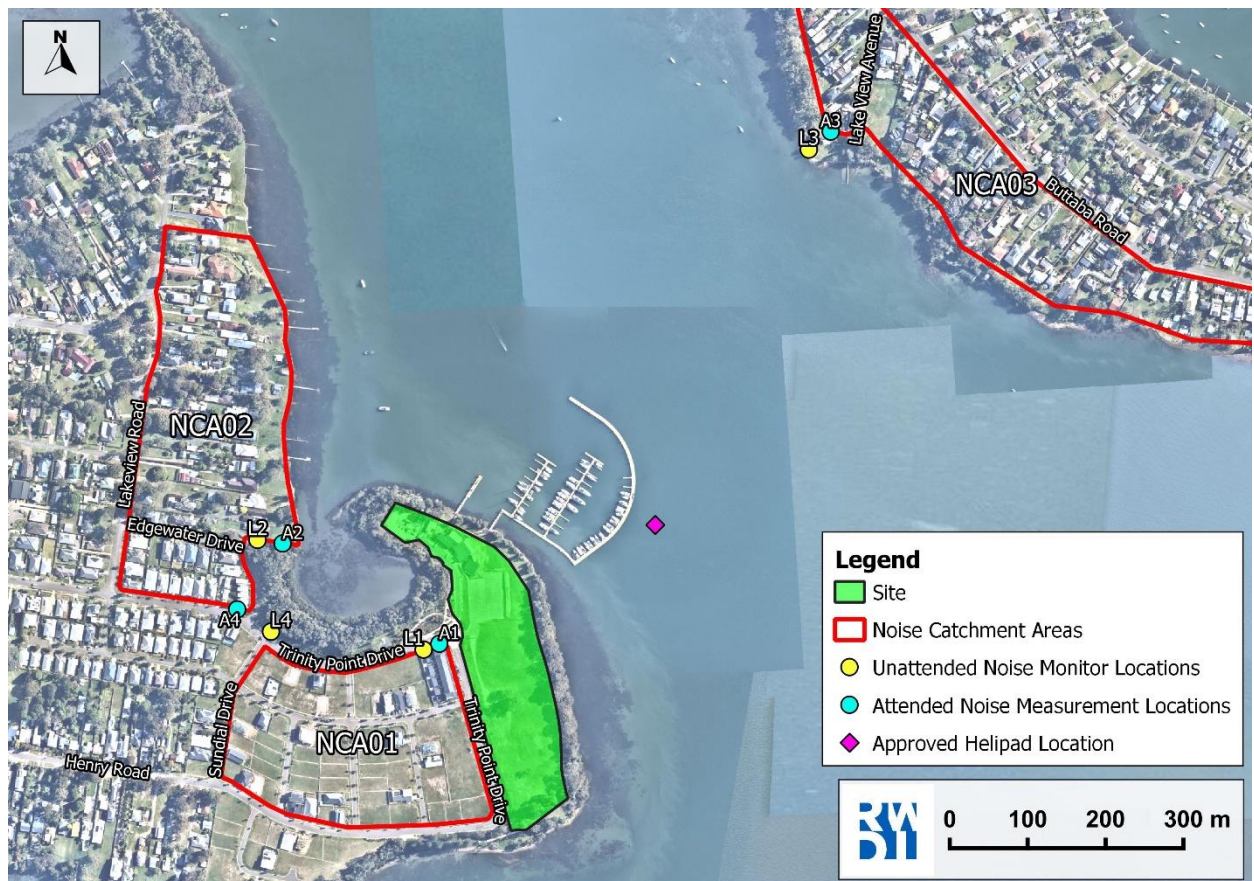 N
Lake View Avenue
A3
L3
NCA03
Buttaba Road
NCA02
Lakeview Road
Edgewater Drive
L2
A2
A4
L4
L1
A1
Trinity Point Drive
NCA01
Sundial Drive
Trinity Point Drive
Henry Road
Legend
Site
Noise Catchment Areas
Unattended Noise Monitor Locations
Attended Noise Measurement Locations
Approved Helipad Location
RW
DI
0 100 200 300 m